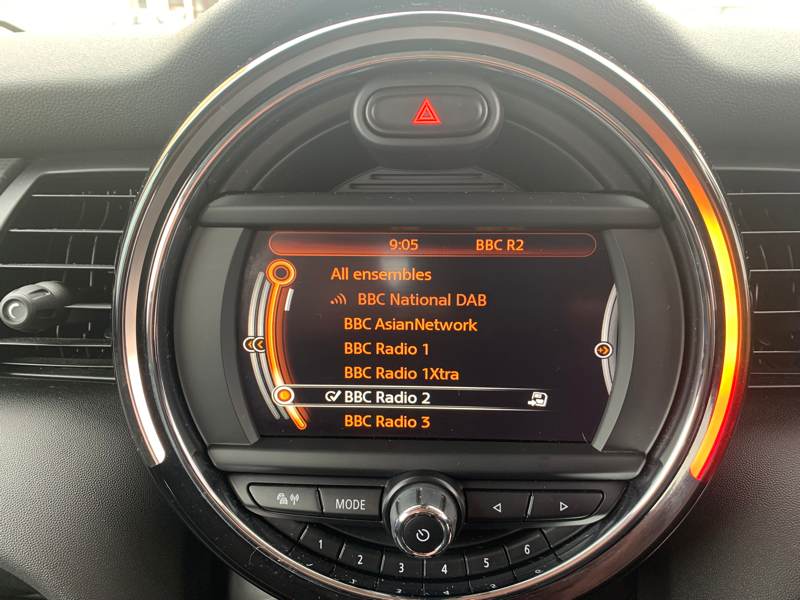 9:05 BBC R2
All ensembles
BBC National DAB
BBC AsianNetwork
BBC Radio 1
BBC Radio 1Xtra
BBC Radio 2
BBC Radio 3
MODE
1 2 3 4 5 6